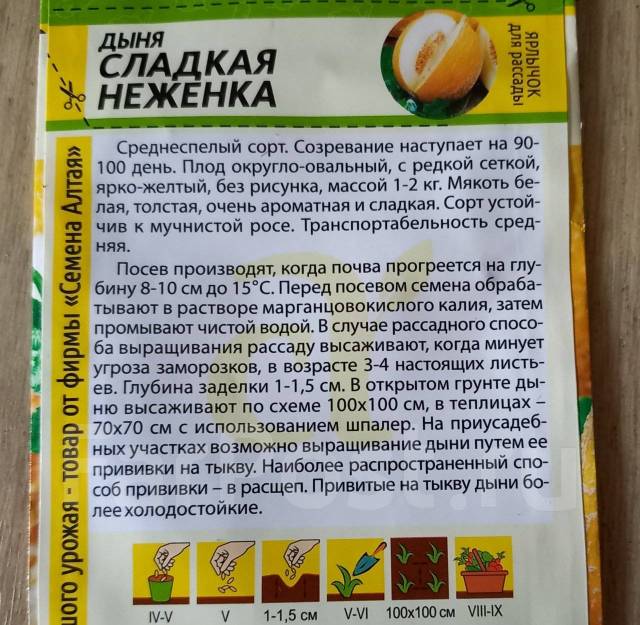 ДЫНЯ
СЛАДКАЯ
НЕЖЕНКА
ЯРЛЫЧОК
для рассады
урожая - товар от фирмы «Семена Алтая»
Среднеспелый сорт. Созревание наступает на 90-
100 день. Плод округло-овальный, с редкой сеткой,
ярко-желтый, без рисунка, массой 1-2 кг. Мякоть бе-
лая, толстая, очень ароматная и сладкая. Сорт устой-
чив к мучнистой росе. Транспортабельность сред-
няя.
Посев производят, когда почва прогреется на глу-
бину 8-10 см до 15°С. Перед посевом семена обраба-
тывают в растворе марганцовокислого калия, затем
промывают чистой водой. В случае рассадного спосо-
ба выращивания рассаду высаживают, когда минует
угроза заморозков, в возрасте 3-4 настоящих листь-
ев. Глубина заделки 1-1,5 см. В открытом грунте ды-
ню высаживают по схеме 100х100 см, в теплицах –
70х70 см с использованием шпалер. На приусадеб-
ных участках возможно выращивание дыни путем ее
прививки на тыкву. Наиболее распространенный спо-
соб прививки – в расщеп. Привитые на тыкву дыни бо-
лее холодостойкие.
IV-V V 1-1,5 см V-VI 100х100 см VIII-IX